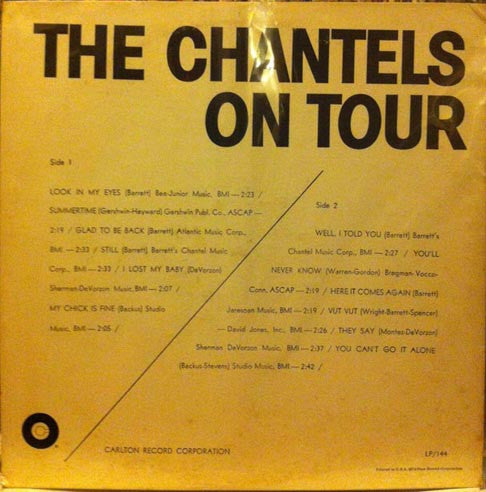 THE CHANTELS
ON TOUR
Side 1
LOOK IN MY EYES (Barrett) Bee-Junior Music, BMI — 2:23 /
SUMMERTIME (Gershwin-Heyward) Gershwin Publ. Co., ASCAP —
2:19 / GLAD TO BE BACK (Barrett) Atlantic Music Corp.,
BMI — 2:33 / STILL (Barrett) Barrett's Chantel Music
Corp., BMI — 2:33 / I LOST MY BABY (DeVorzon)
Sherman-DeVorzon Music, BMI — 2:07 /
MY CHICK IS FINE (Backus) Studio
Music, BMI — 2:05 /
Side 2
WELL, I TOLD YOU (Barrett) Barrett's
Chantel Music Corp., BMI — 2:27 / YOU'LL
NEVER KNOW (Warren-Gordon) Bregman-Vocco-
Conn, ASCAP — 2:19 / HERE IT COMES AGAIN (Barrett)
Music, BMI — 2:19 / VUT VUT (Wright-Barrett-Spencer)
— David Jones, Inc., BMI — 2:26 / THEY SAY (Montez-DeVorzon)
Sherman DeVorzon Music, BMI — 2:37 / YOU CAN'T GO IT ALONE
(Backus-Stevens) Studio Music, BMI — 2:42 /
CARLTON RECORD CORPORATION
LP/144
Printed in U.S.A.